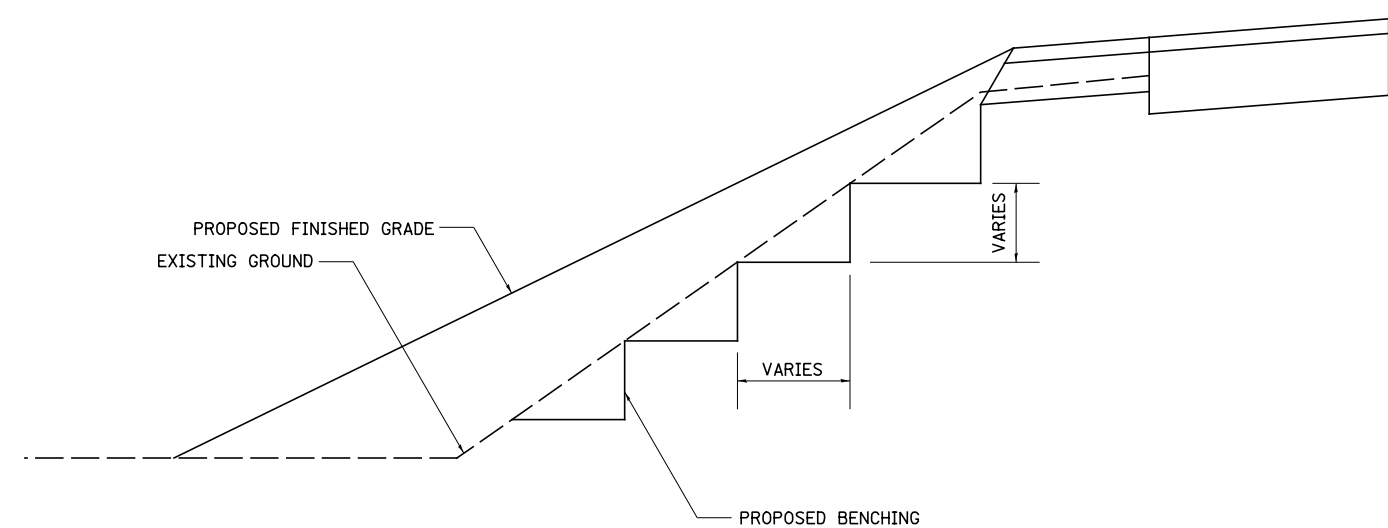 PROPOSED FINISHED GRADE
EXISTING GROUND
VARIES
VARIES
PROPOSED BENCHING